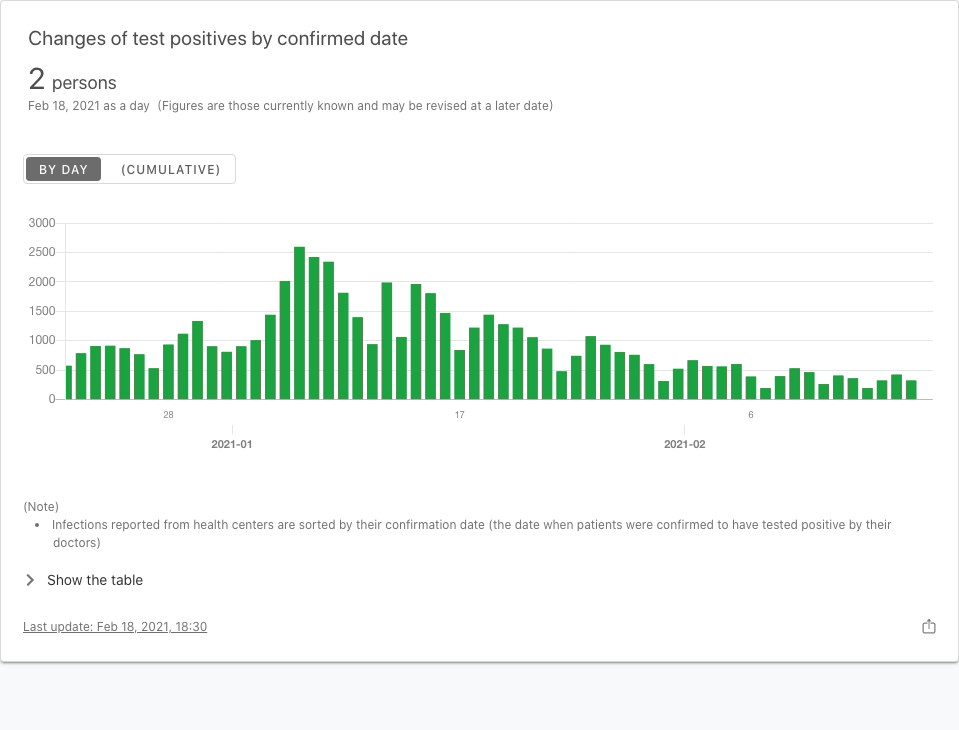 Changes of test positives by confirmed date
2 persons
Feb 18, 2021 as a day (Figures are those currently known and may be revised at a later date)
BY DAY (CUMULATIVE)
3000
2500
2000
1500
1000
500
0
28 17 6
2021-01 2021-02
(Note)
• Infections reported from health centers are sorted by their confirmation date (the date when patients were confirmed to have tested positive by their
doctors)
Show the table
Last update: Feb 18, 2021, 18:30